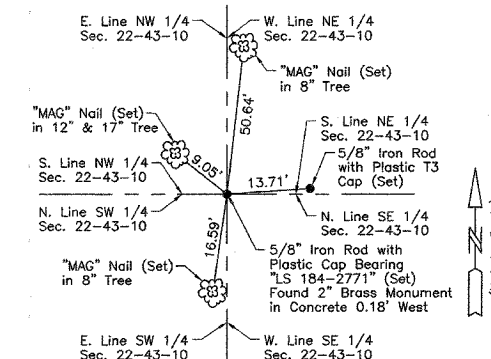 E. Line NW 1/4
Sec. 22-43-10
W. Line NE 1/4
Sec. 22-43-10
"MAG" Nail (Set)
in 8" Tree
"MAG" Nail (Set)
in 12" & 17" Tree
50.64'
S. Line NE 1/4
Sec. 22-43-10
9.05'
5/8" Iron Rod
with Plastic T3
Cap (Set)
S. Line NW 1/4
Sec. 22-43-10
13.71'
N. Line SW 1/4
Sec. 22-43-10
N. Line SE 1/4
Sec. 22-43-10
16.59'
5/8" Iron Rod with
Plastic Cap Bearing
"LS 184-2771" (Set)
Found 2" Brass Monument
in Concrete 0.18' West
"MAG" Nail (Set)
in 8" Tree
N
E. Line SW 1/4
Sec. 22-43-10
W. Line SE 1/4
Sec. 22-43-10